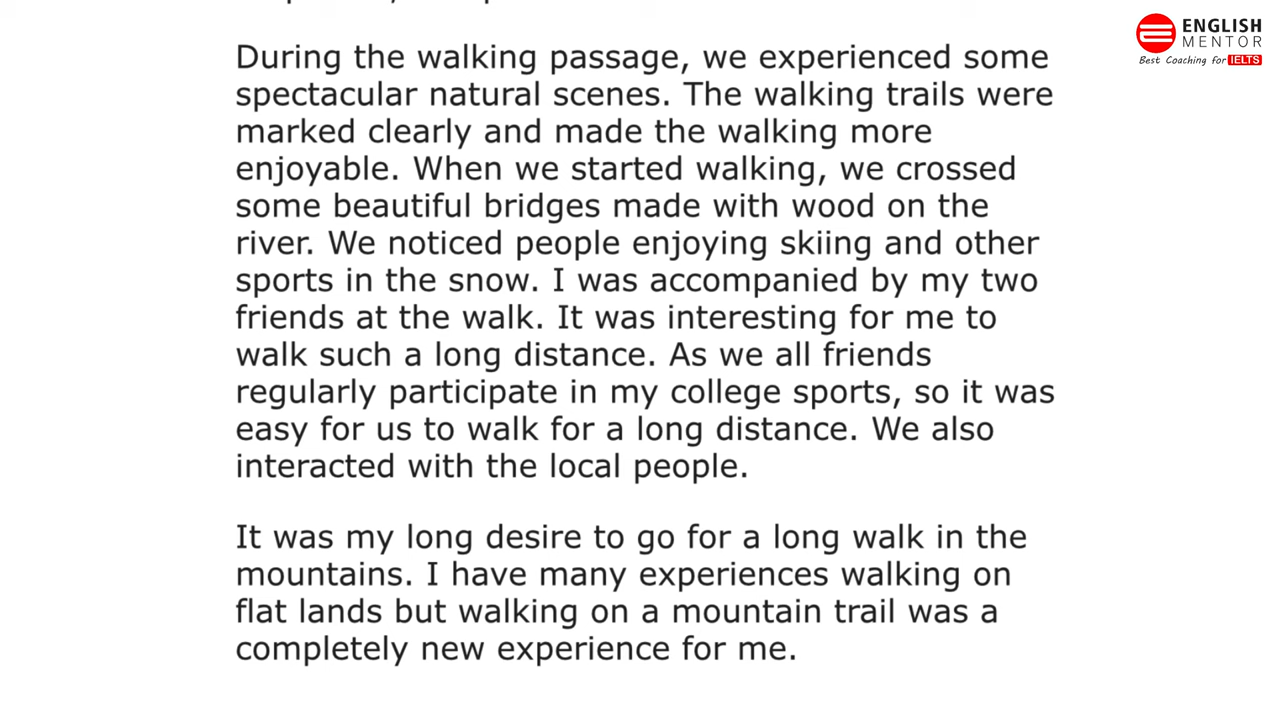 ENGLISH
MENTOR
Best Coaching for IELTS
During the walking passage, we experienced some
spectacular natural scenes. The walking trails were
marked clearly and made the walking more
enjoyable. When we started walking, we crossed
some beautiful bridges made with wood on the
river. We noticed people enjoying skiing and other
sports in the snow. I was accompanied by my two
friends at the walk. It was interesting for me to
walk such a long distance. As we all friends
regularly participate in my college sports, so it was
easy for us to walk for a long distance. We also
interacted with the local people.
It was my long desire to go for a long walk in the
mountains. I have many experiences walking on
flat lands but walking on a mountain trail was a
completely new experience for me.